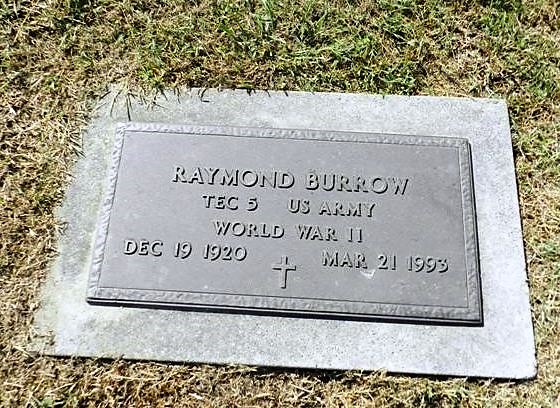 RAYMOND BURROW
TEC 5 US ARMY
WORLD WAR II
DEC 19 1920 MAR 21 1993